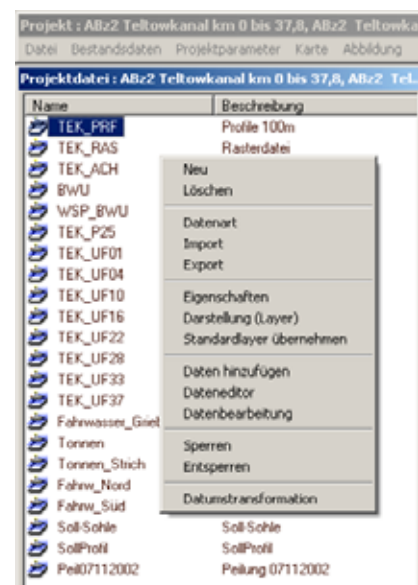 Projekt : ABz2 Teltowkanal km 0 bis 37,8, ABz2 Teltowka
Datei Bestandsdaten Projektparameter Karte Abbildung
Projektdatei : ABz2 Teltowkanal km 0 bis 37,8, ABz2 Tel...
Name Beschreibung
TEK_PRF Profile 100m
TEK_RAS Rasterdatei
TEK_ACH
BWU
WSP_BWU
TEK_P25
TEK_UF01
TEK_UF04
TEK_UF10
TEK_UF16
TEK_UF22
TEK_UF28
TEK_UF33
TEK_UF37
Fahrwasser_Grieb
Tonnen
Tonnen_Strich
Fahrw_Nord
Fahrw_Süd
Soll-Sohle Soll-Sohle
SollProfil SollProfil
Peil07112002 Peilung 07112002
Neu
Löschen
Datenart
Import
Export
Eigenschaften
Darstellung (Layer)
Standardlayer übernehmen
Daten hinzufügen
Dateneditor
Datenbearbeitung
Sperren
Entsperren
Datumstransformation